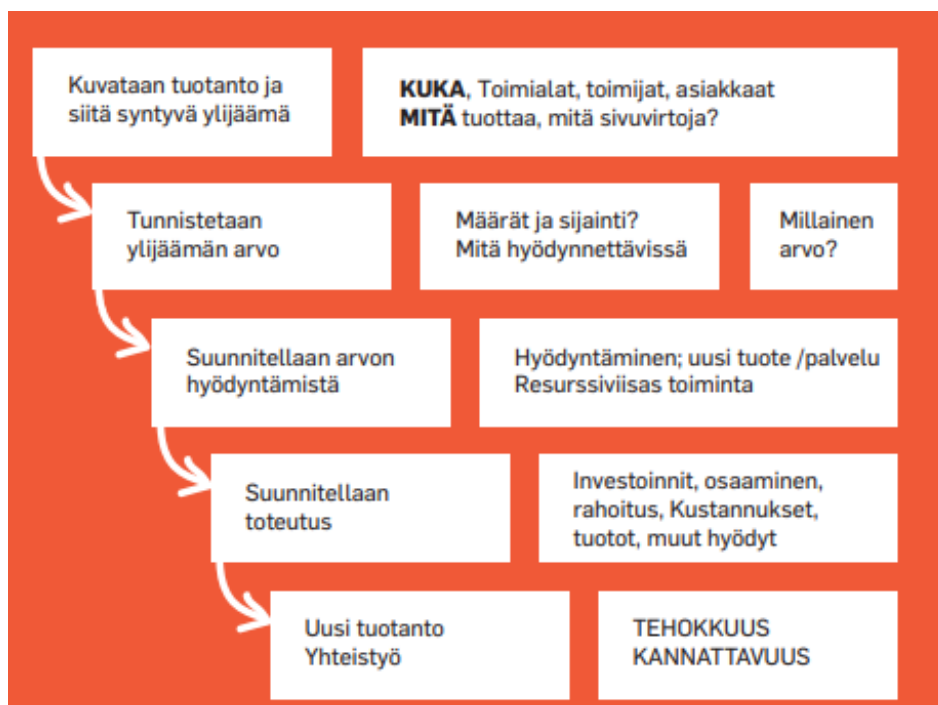 Kuvataan tuotanto ja
siitä syntyvä ylijäämä
KUKA, Toimialat, toimijat, asiakkaat
MITÄ tuottaa, mitä sivuvirtoja?
Tunnistetaan
ylijäämän arvo
Määrät ja sijainti?
Mitä hyödynnettävissä
Millainen
arvo?
Suunnitellaan arvon
hyödyntämistä
Hyödyntäminen; uusi tuote /palvelu
Resurssiviisas toiminta
Suunnitellaan
toteutus
Investoinnit, osaaminen,
rahoitus, Kustannukset,
tuotot, muut hyödyt
Uusi tuotanto
Yhteistyö
TEHOKKUUS
KANNATTAVUUS